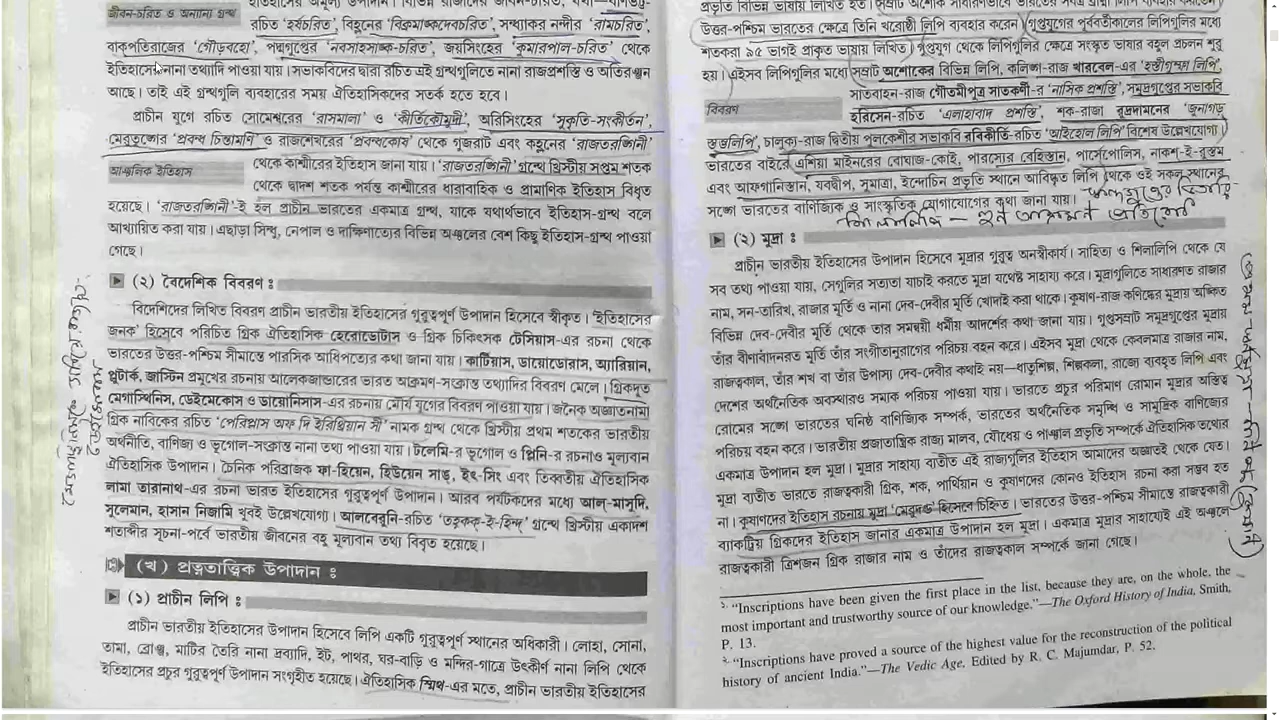 জীবন-চরিত ও অন্যান্য গ্রন্থ
রচিত 'হর্ষচরিত', বিহ্লনের 'বিক্রমাঙ্কদেবচরিত', সন্ধ্যাকর নন্দীর 'রামচরিত',
বাক্‌পতিরাজের 'গৌড়বহো', পদ্মগুপ্তের 'নবসাহসাঙ্ক-চরিত', জয়সিংহের 'কুমারপাল-চরিত' থেকে
ইতিহাসের নানা তথ্যাদি পাওয়া যায়। সভাকবিদের দ্বারা রচিত এই গ্রন্থগুলিতে নানা রাজপ্রশস্তি ও অতিরঞ্জন
আছে। তাই এই গ্রন্থগুলি ব্যবহারের সময় ঐতিহাসিকদের সতর্ক হতে হবে।
প্রাচীন যুগে রচিত সোমেশ্বরের 'রাসমালা' ও 'কীর্তিকৌমুদী', অরিসিংহের 'সুকৃতি-সংকীর্তন',
মেরুতুঙ্গের 'প্রবন্ধ চিন্তামণি' ও রাজশেখরের 'প্রবন্ধকোষ' থেকে গুজরাট এবং কহ্লনের 'রাজতরঙ্গিনী'
আঞ্চলিক ইতিহাস
থেকে কাশ্মীরের ইতিহাস জানা যায়। 'রাজতরঙ্গিনী' গ্রন্থে খ্রিস্টীয় সপ্তম শতক
থেকে দ্বাদশ শতক পর্যন্ত কাশ্মীরের ধারাবাহিক ও প্রামাণিক ইতিহাস বিধৃত
হয়েছে। 'রাজতরঙ্গিনী'-ই হল প্রাচীন ভারতের একমাত্র গ্রন্থ, যাকে যথার্থভাবে ইতিহাস-গ্রন্থ বলে
আখ্যায়িত করা যায়। এছাড়া সিন্ধু, নেপাল ও দাক্ষিণাত্যের বিভিন্ন অঞ্চলের বেশ কিছু ইতিহাস-গ্রন্থ পাওয়া
গেছে।
(২) বৈদেশিক বিবরণ :
বিদেশিদের লিখিত বিবরণ প্রাচীন ভারতীয় ইতিহাসের গুরুত্বপূর্ণ উপাদান হিসেবে স্বীকৃত। 'ইতিহাসের
জনক' হিসেবে পরিচিত গ্রিক ঐতিহাসিক হেরোডোটাস ও গ্রিক চিকিৎসক টেসিয়াস-এর রচনা থেকে
ভারতের উত্তর-পশ্চিম সীমান্তে পারসিক আধিপত্যের কথা জানা যায়। কার্টিয়াস, ডায়োডোরাস, অ্যারিয়ান,
প্লুটার্ক, জাস্টিন প্রমুখের রচনায় আলেকজান্ডারের ভারত আক্রমণ-সংক্রান্ত তথ্যাদির বিবরণ মেলে। গ্রিকদূত
মেগাস্থিনিস, ডেইমেকোস ও ডায়োনিসাস-এর রচনায় মৌর্য যুগের বিবরণ পাওয়া যায়। জনৈক অজ্ঞাতনামা
গ্রিক নাবিকের রচিত 'পেরিপ্লাস অফ দি ইরিথ্রিয়ান সী' নামক গ্রন্থ থেকে খ্রিস্টীয় প্রথম শতকের ভারতীয়
অর্থনীতি, বাণিজ্য ও ভূগোল-সংক্রান্ত নানা তথ্য পাওয়া যায়। টলেমি-র ভূগোল ও প্লিনি-র রচনাও মূল্যবান
ঐতিহাসিক উপাদান। চৈনিক পরিব্রাজক ফা-হিয়েন, হিউয়েন সাঙ্, ইৎ-সিং এবং তিব্বতীয় ঐতিহাসিক
লামা তারানাথ-এর রচনা ভারত ইতিহাসের গুরুত্বপূর্ণ উপাদান। আরব পর্যটকদের মধ্যে আল-মাসুদি,
সুলেমান, হাসান নিজামি খুবই উল্লেখযোগ্য। আলবেরুনি-রচিত 'তহ্‌কক্-ই-হিন্দ্' গ্রন্থে খ্রিস্টীয় একাদশ
শতাব্দীর সূচনা-পর্বে ভারতীয় জীবনের বহু মূল্যবান তথ্য বিবৃত হয়েছে।
(খ) প্রত্নতাত্ত্বিক উপাদান :
(১) প্রাচীন লিপি :
প্রাচীন ভারতীয় ইতিহাসের উপাদান হিসেবে লিপি একটি গুরুত্বপূর্ণ স্থানের অধিকারী। লোহা, সোনা,
তামা, ব্রোঞ্জ, মাটির তৈরি নানা দ্রব্যাদি, ইট, পাথর, ঘর-বাড়ি ও মন্দির-গাত্রে উৎকীর্ণ নানা লিপি থেকে
ইতিহাসের প্রচুর গুরুত্বপূর্ণ উপাদান সংগৃহীত হয়েছে। ঐতিহাসিক স্মিথ-এর মতে, প্রাচীন ভারতীয় ইতিহাসের
উত্তর-পশ্চিম ভারতের ক্ষেত্রে তিনি খরোষ্ঠী লিপি ব্যবহার করেন। গুপ্তযুগের পূর্ববর্তীকালের লিপিগুলির মধ্যে
শতকরা ৯৫ ভাগই প্রাকৃত ভাষায় লিখিত। গুপ্তযুগ থেকে লিপিগুলির ক্ষেত্রে সংস্কৃত ভাষার বহুল প্রচলন শুরু
হয়। এইসব লিপিগুলির মধ্যে সম্রাট অশোকের বিভিন্ন লিপি, কলিঙ্গ-রাজ খারবেল-এর 'হস্তীগুম্ফা লিপি',
বিবরণ
সাতবাহন-রাজ গৌতমীপুত্র সাতকর্ণী-র 'নাসিক প্রশস্তি', সমুদ্রগুপ্তের সভাকবি
হরিসেন-রচিত 'এলাহাবাদ প্রশস্তি', শক-রাজা রুদ্রদামনের 'জুনাগড়
স্তম্ভলিপি', চালুক্য-রাজ দ্বিতীয় পুলকেশীর সভাকবি রবিকীর্তি-রচিত 'আইহোল লিপি' বিশেষ উল্লেখযোগ্য।
ভারতের বাইরে এশিয়া মাইনরের বোঘাজ-কোই, পারস্যের বেহিস্তান, পার্সেপোলিস, নাকশ-ই-রুস্তম
এবং আফগানিস্তান, যবদ্বীপ, সুমাত্রা, ইন্দোচিন প্রভৃতি স্থানে আবিষ্কৃত লিপি থেকে ওই সকল স্থানের
সঙ্গে ভারতের বাণিজ্যিক ও সাংস্কৃতিক যোগাযোগের কথা জানা যায়।
(২) মুদ্রা :
প্রাচীন ভারতীয় ইতিহাসের উপাদান হিসেবে মুদ্রার গুরুত্ব অনস্বীকার্য। সাহিত্য ও শিলালিপি থেকে যে
সব তথ্য পাওয়া যায়, সেগুলির সত্যতা যাচাই করতে মুদ্রা যথেষ্ট সাহায্য করে। মুদ্রাগুলিতে সাধারণত রাজার
নাম, সন-তারিখ, রাজার মূর্তি ও নানা দেব-দেবীর মূর্তি খোদাই করা থাকে। কুষাণ-রাজ কণিষ্কের মুদ্রায় অঙ্কিত
বিভিন্ন দেব-দেবীর মূর্তি থেকে তার সমন্বয়ী ধর্মীয় আদর্শের কথা জানা যায়। গুপ্তসম্রাট সমুদ্রগুপ্তের মুদ্রায়
তাঁর বীণাবাদনরত মূর্তি তাঁর সংগীতানুরাগের পরিচয় বহন করে। এইসব মুদ্রা থেকে কেবলমাত্র রাজার নাম,
রাজত্বকাল, তাঁর শখ বা তাঁর উপাস্য দেব-দেবীর কথাই নয়—ধাতুশিল্প, শিল্পকলা, রাজ্যে ব্যবহৃত লিপি এবং
দেশের অর্থনৈতিক অবস্থারও সম্যক পরিচয় পাওয়া যায়। ভারতে প্রচুর পরিমাণ রোমান মুদ্রার অস্তিত্ব
রোমের সঙ্গে ভারতের ঘনিষ্ঠ বাণিজ্যিক সম্পর্ক, ভারতের অর্থনৈতিক সমৃদ্ধি ও সামুদ্রিক বাণিজ্যের
পরিচয় বহন করে। ভারতীয় প্রজাতান্ত্রিক রাজ্য মালব, যৌধেয় ও পাঞ্চাল প্রভৃতি সম্পর্কে ঐতিহাসিক তথ্যের
একমাত্র উপাদান হল মুদ্রা। মুদ্রার সাহায্য ব্যতীত এই রাজ্যগুলির ইতিহাস আমাদের অজ্ঞাতই থেকে যেত।
মুদ্রা ব্যতীত ভারতে রাজত্বকারী গ্রিক, শক, পার্থিয়ান ও কুষাণদের কোনও ইতিহাস রচনা করা সম্ভব হত
না। কুষাণদের ইতিহাস রচনায় মুদ্রা 'মেরুদণ্ড' হিসেবে চিহ্নিত। ভারতের উত্তর-পশ্চিম সীমান্তে রাজত্বকারী
ব্যাকট্রিয় গ্রিকদের ইতিহাস জানার একমাত্র উপাদান হল মুদ্রা। একমাত্র মুদ্রার সাহায্যেই এই অঞ্চলে
রাজত্বকারী ত্রিশজন গ্রিক রাজার নাম ও তাঁদের রাজত্বকাল সম্পর্কে জানা গেছে।
১. "Inscriptions have been given the first place in the list, because they are, on the whole, the
most important and trustworthy source of our knowledge."—The Oxford History of India, Smith,
P. 13.
২. "Inscriptions have proved a source of the highest value for the reconstruction of the political
history of ancient India."—The Vedic Age, Edited by R. C. Majumdar, P. 52.